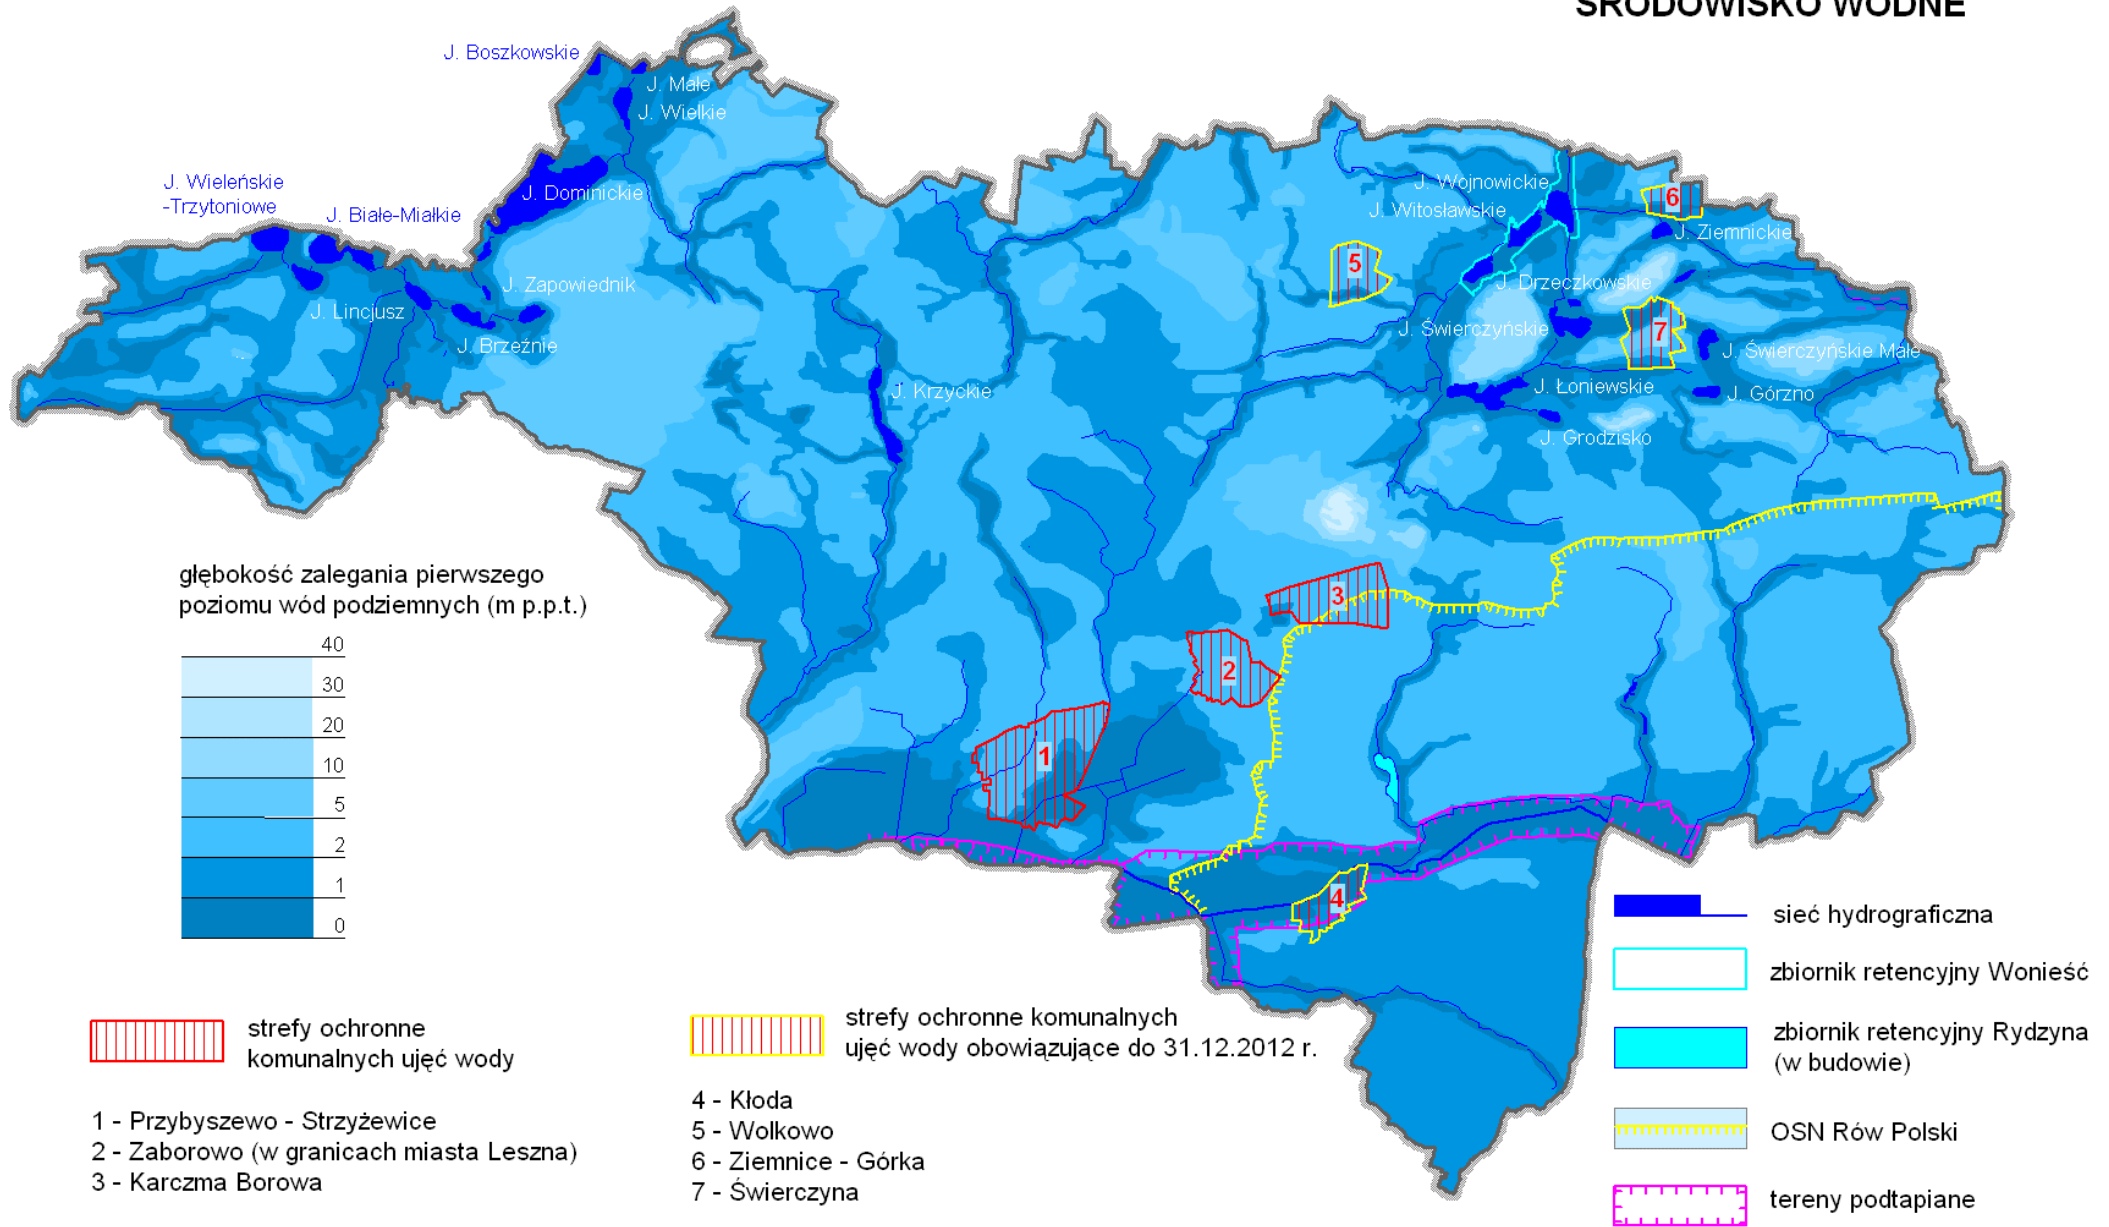 ŚRODOWISKO WODNE
J. Boszkowskie
J. Małe
J. Wielkie
J. Wieleńskie
-Trzytoniowe
J. Białe-Miałkie
J. Dominickie
J. Zapowiednik
J. Lincjusz
J. Brzeźnie
J. Krzyckie
J. Wojnowickie
J. Witosławskie
J. Ziemnickie
J. Drzeczkowskie
J. Świerczyńskie
J. Świerczyńskie Małe
J. Łoniewskie
J. Górzno
J. Grodzisko
6
5
7
3
2
1
4
głębokość zalegania pierwszego
poziomu wód podziemnych (m p.p.t.)
40
30
20
10
5
2
1
0
strefy ochronne
komunalnych ujęć wody
1 - Przybyszewo - Strzyżewice
2 - Zaborowo (w granicach miasta Leszna)
3 - Karczma Borowa
strefy ochronne komunalnych
ujęć wody obowiązujące do 31.12.2012 r.
4 - Kłoda
5 - Wolkowo
6 - Ziemnice - Górka
7 - Świerczyna
sieć hydrograficzna
zbiornik retencyjny Wonieść
zbiornik retencyjny Rydzyna
(w budowie)
OSN Rów Polski
tereny podtapiane